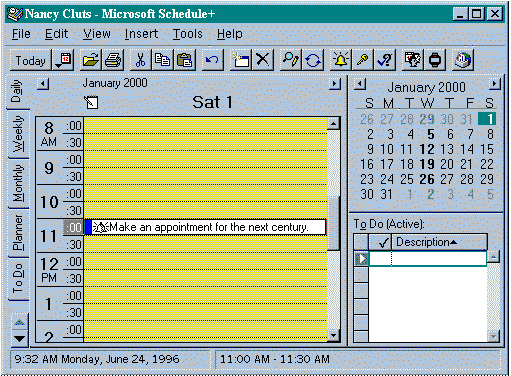 Nancy Cluts - Microsoft Schedule+
File Edit View Insert Tools Help
Today
Daily
Weekly
Monthly
Planner
To Do
January 2000
Sat 1
8 AM :00
:30
9 :00
:30
10 :00
:30
11 :00 Make an appointment for the next century.
:30
12 PM :00
:30
1 :00
:30
2 :00
January 2000
S M T W T F S
26 27 28 29 30 31 1
2 3 4 5 6 7 8
9 10 11 12 13 14 15
16 17 18 19 20 21 22
23 24 25 26 27 28 29
30 31 1 2 3 4 5
To Do (Active):
Description
9:32 AM Monday, June 24, 1996
11:00 AM - 11:30 AM